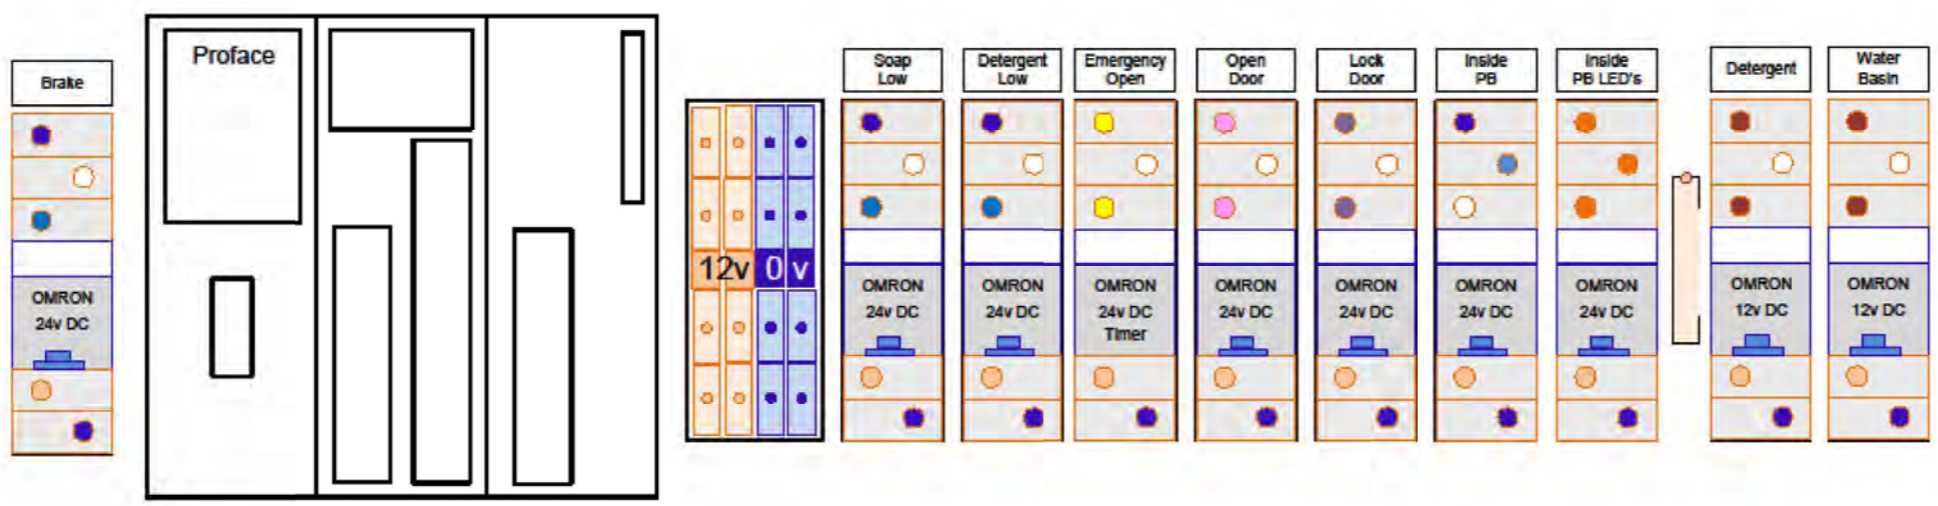 Brake
OMRON
24v DC
Proface
12v 0 v
Soap
Low
OMRON
24v DC
Detergent
Low
OMRON
24v DC
Emergency
Open
OMRON
24v DC
Timer
Open
Door
OMRON
24v DC
Lock
Door
OMRON
24v DC
Inside
PB
OMRON
24v DC
Inside
PB LED's
OMRON
24v DC
Detergent
OMRON
12v DC
Water
Basin
OMRON
12v DC